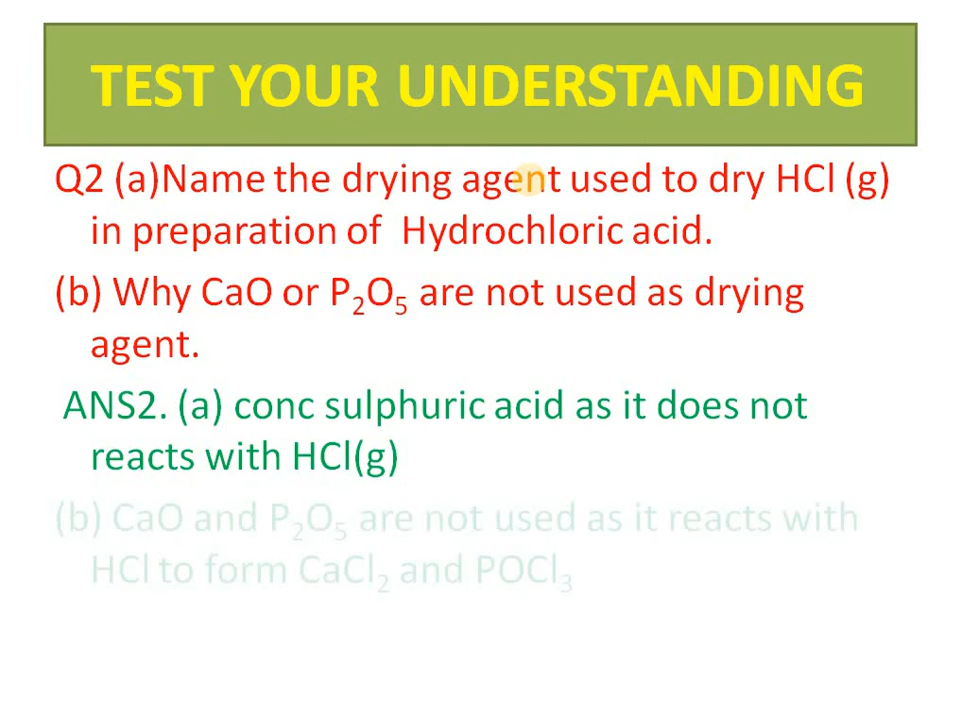 TEST YOUR UNDERSTANDING
Q2 (a)Name the drying agent used to dry HCl (g)
in preparation of Hydrochloric acid.
(b) Why CaO or P₂O₅ are not used as drying
agent.
ANS2. (a) conc sulphuric acid as it does not
reacts with HCl(g)
(b) CaO and P₂O₅ are not used as it reacts with
HCl to form CaCl₂ and POCl₃